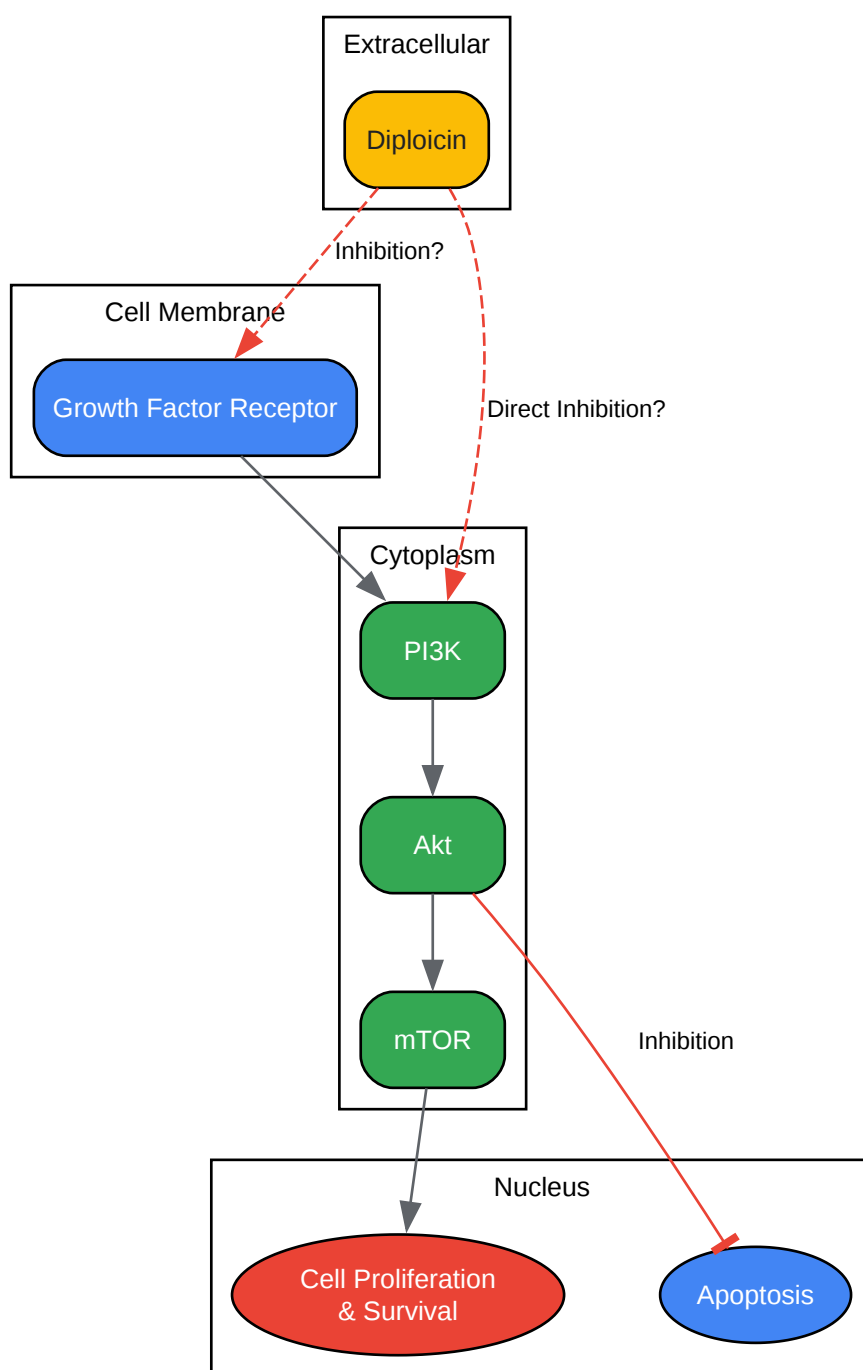 Extracellular
Diploicin
Inhibition?
Cell Membrane
Growth Factor Receptor
Direct Inhibition?
Cytoplasm
PI3K
Akt
mTOR
Inhibition
Nucleus
Cell Proliferation
& Survival
Apoptosis